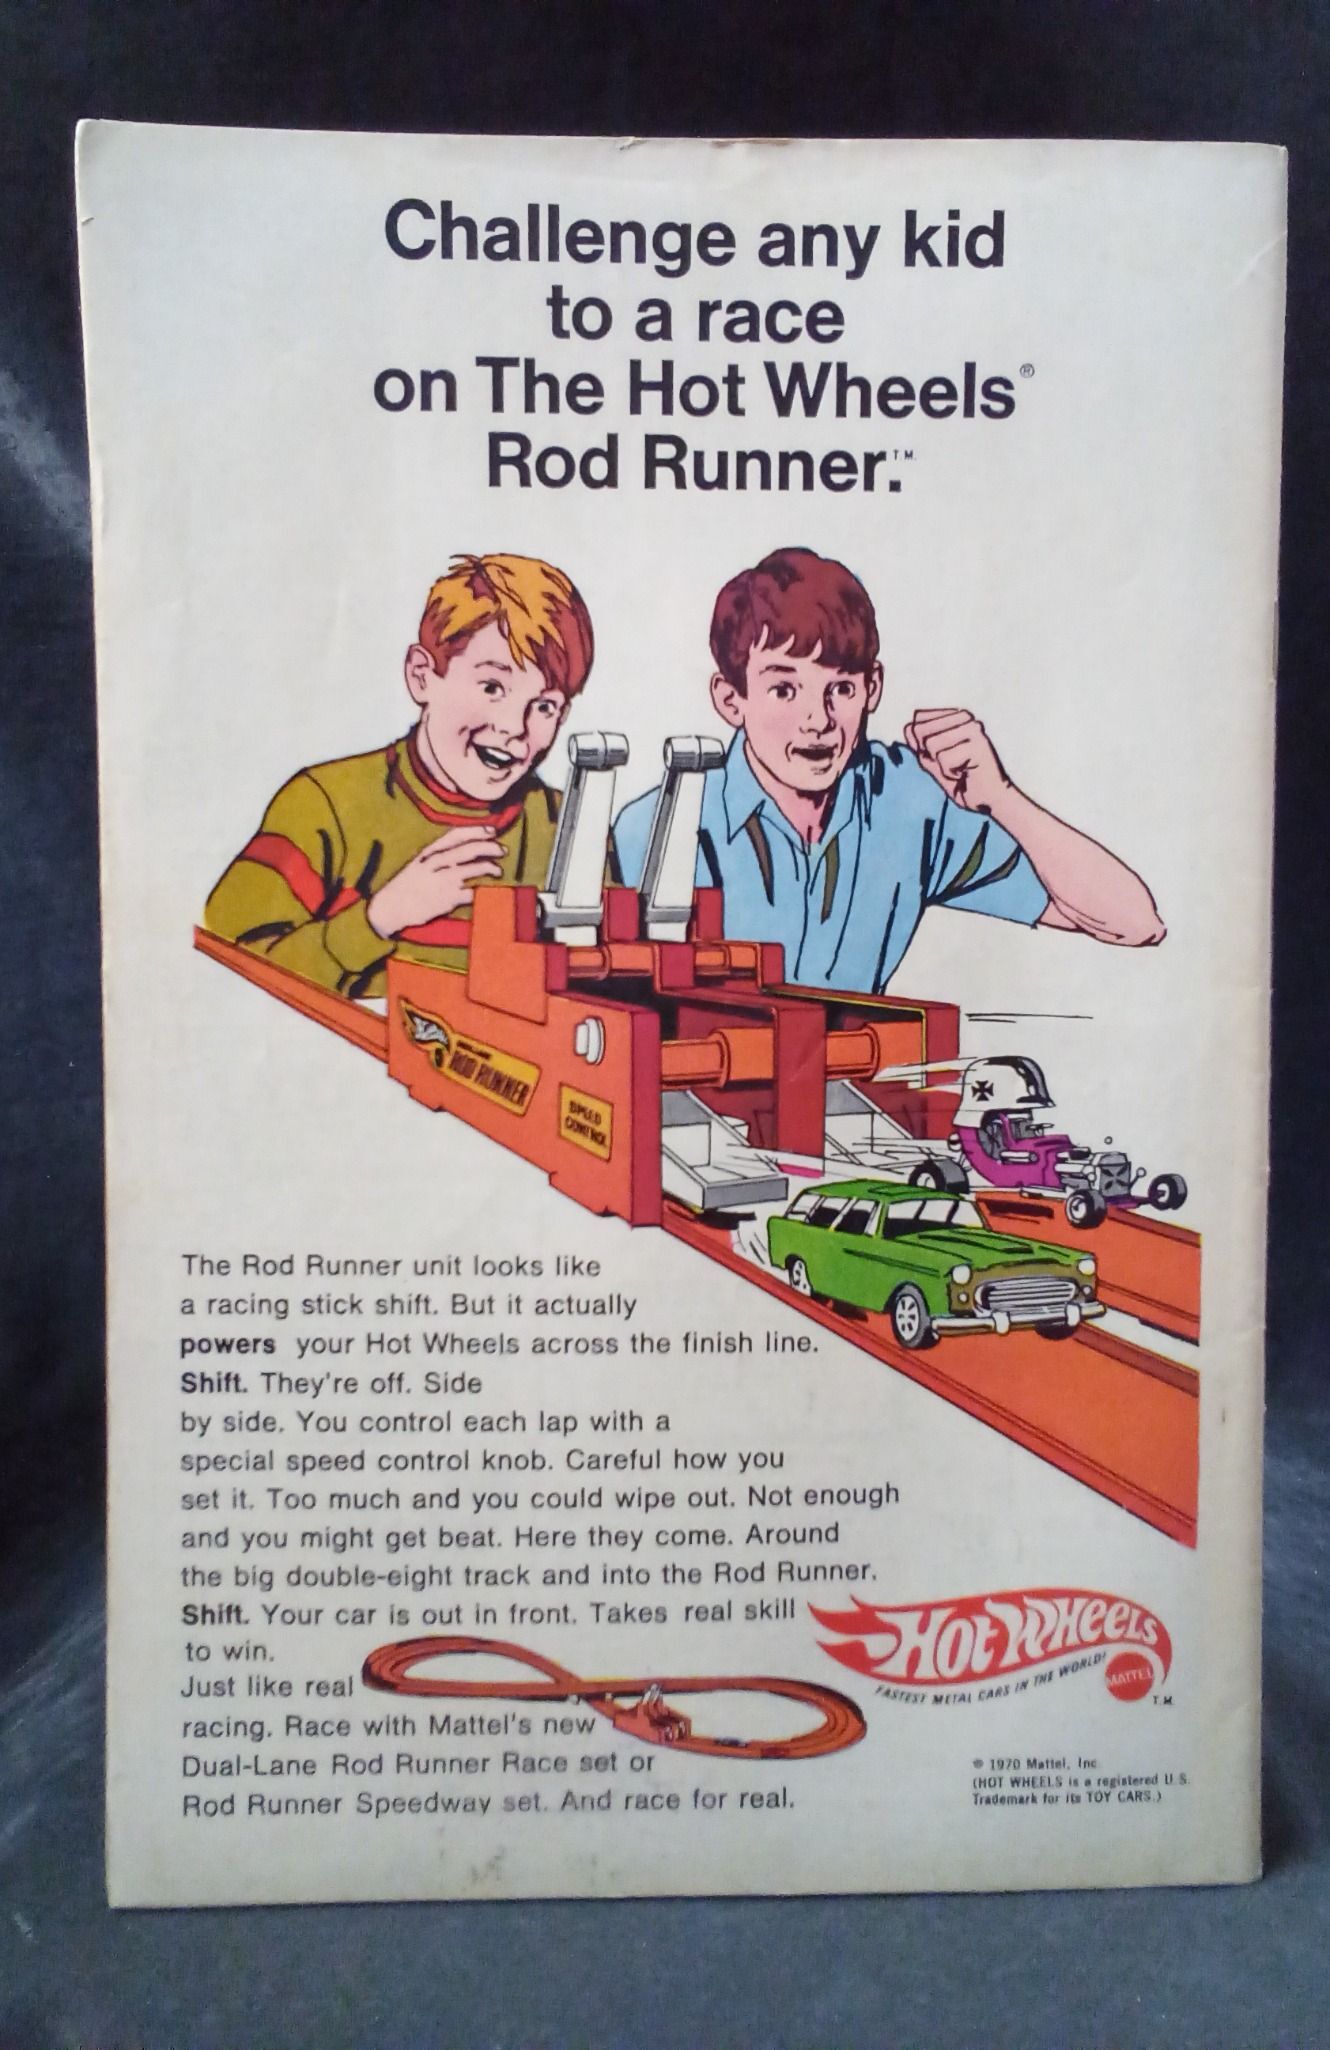 Challenge any kid
to a race
on The Hot Wheels®
Rod Runner.™
ROD RUNNER
SPEED
CONTROL
The Rod Runner unit looks like
a racing stick shift. But it actually
powers your Hot Wheels across the finish line.
Shift. They're off. Side
by side. You control each lap with a
special speed control knob. Careful how you
set it. Too much and you could wipe out. Not enough
and you might get beat. Here they come. Around
the big double-eight track and into the Rod Runner.
Shift. Your car is out in front. Takes real skill
to win.
Just like real
racing. Race with Mattel's new
Dual-Lane Rod Runner Race set or
Rod Runner Speedway set. And race for real.
HOT WHEELS
FASTEST METAL CARS IN THE WORLD!
MATTEL
T.M.
© 1970 Mattel, Inc.
(HOT WHEELS is a registered U.S.
Trademark for its TOY CARS.)